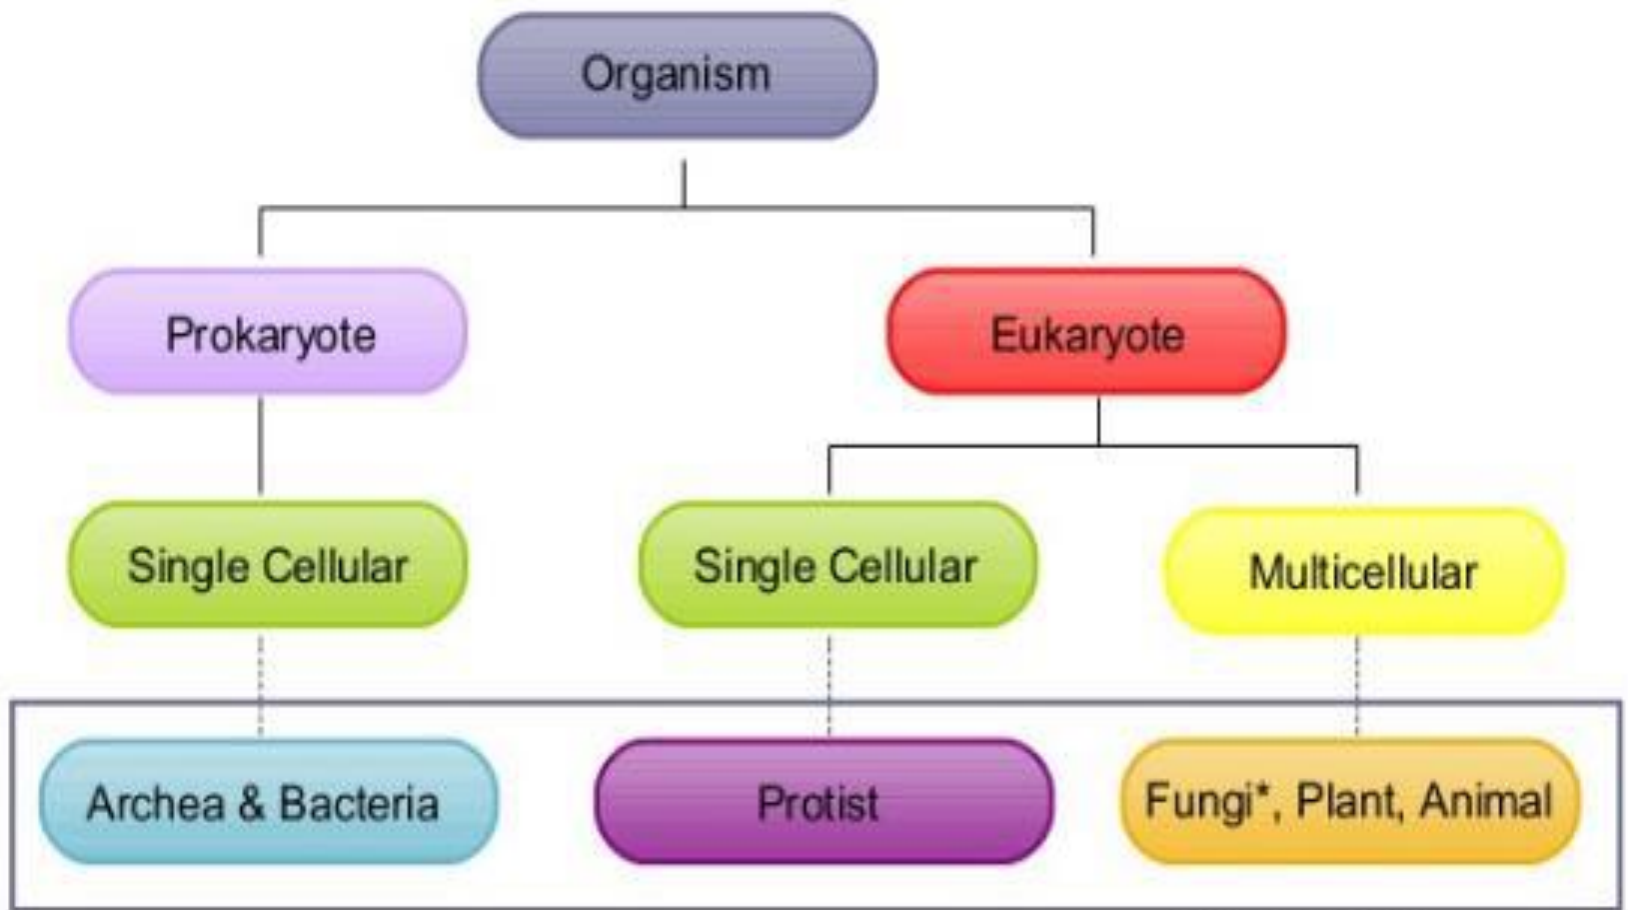 Organism
Prokaryote
Eukaryote
Single Cellular
Single Cellular
Multicellular
Archea & Bacteria
Protist
Fungi*, Plant, Animal